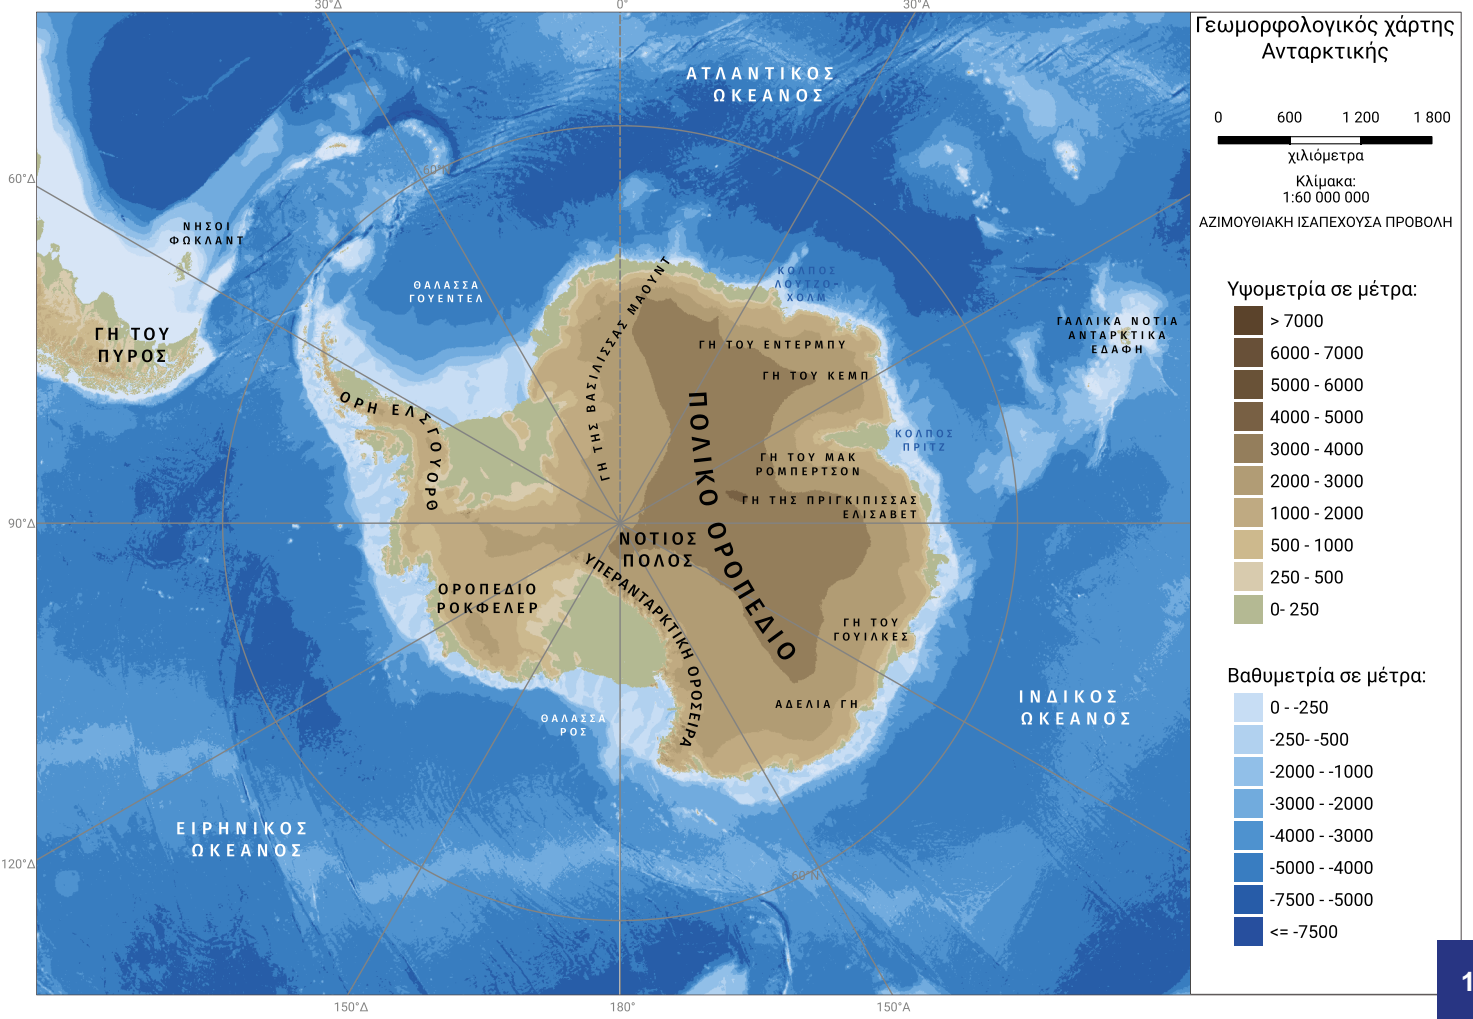 30°Δ
0°
30°Α
Γεωμορφολογικός χάρτης
Ανταρκτικής
ΑΤΛΑΝΤΙΚΟΣ
ΩΚΕΑΝΟΣ
0 600 1 200 1 800
χιλιόμετρα
Κλίμακα:
1:60 000 000
ΑΖΙΜΟΥΘΙΑΚΗ ΙΣΑΠΕΧΟΥΣΑ ΠΡΟΒΟΛΗ
60°Δ
60°Ν
ΝΗΣΟΙ
ΦΩΚΛΑΝΤ
ΘΑΛΑΣΣΑ
ΓΟΥΕΝΤΕΛ
ΚΟΛΠΟΣ
ΛΟΥΤΖΟ-
ΧΟΛΜ
ΓΗ ΤΟΥ
ΠΥΡΟΣ
ΓΗ ΤΗΣ ΒΑΣΙΛΙΣΣΑΣ ΜΑΟΥΝΤ
ΓΗ ΤΟΥ ΕΝΤΕΡΜΠΥ
ΓΗ ΤΟΥ ΚΕΜΠ
ΓΑΛΛΙΚΑ ΝΟΤΙΑ
ΑΝΤΑΡΚΤΙΚΑ
ΕΔΑΦΗ
ΟΡΗ ΕΛΣΓΟΥΟΡΘ
ΠΟΛΙΚΟ ΟΡΟΠΕΔΙΟ
ΚΟΛΠΟΣ
ΠΡΙΤΖ
ΓΗ ΤΟΥ ΜΑΚ
ΡΟΜΠΕΡΤΣΟΝ
ΓΗ ΤΗΣ ΠΡΙΓΚΙΠΙΣΣΑΣ
ΕΛΙΣΑΒΕΤ
90°Δ
90°Α
ΝΟΤΙΟΣ
ΠΟΛΟΣ
ΥΠΕΡΑΝΤΑΡΚΤΙΚΗ ΟΡΟΣΕΙΡΑ
ΟΡΟΠΕΔΙΟ
ΡΟΚΦΕΛΕΡ
ΓΗ ΤΟΥ
ΓΟΥΙΛΚΕΣ
ΑΔΕΛΙΑ ΓΗ
ΘΑΛΑΣΣΑ
ΡΟΣ
ΙΝΔΙΚΟΣ
ΩΚΕΑΝΟΣ
ΕΙΡΗΝΙΚΟΣ
ΩΚΕΑΝΟΣ
120°Δ
60°Ν
150°Δ
180°
150°Α
Υψομετρία σε μέτρα:
> 7000
6000 - 7000
5000 - 6000
4000 - 5000
3000 - 4000
2000 - 3000
1000 - 2000
500 - 1000
250 - 500
0- 250
Βαθυμετρία σε μέτρα:
0 - -250
-250- -500
-2000 - -1000
-3000 - -2000
-4000 - -3000
-5000 - -4000
-7500 - -5000
<= -7500
1